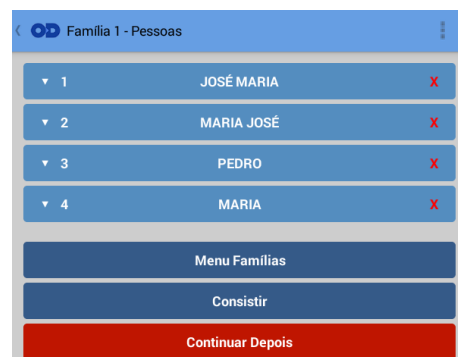 OD Família 1 - Pessoas
1 JOSÉ MARIA X
2 MARIA JOSÉ X
3 PEDRO X
4 MARIA X
Menu Famílias
Consistir
Continuar Depois